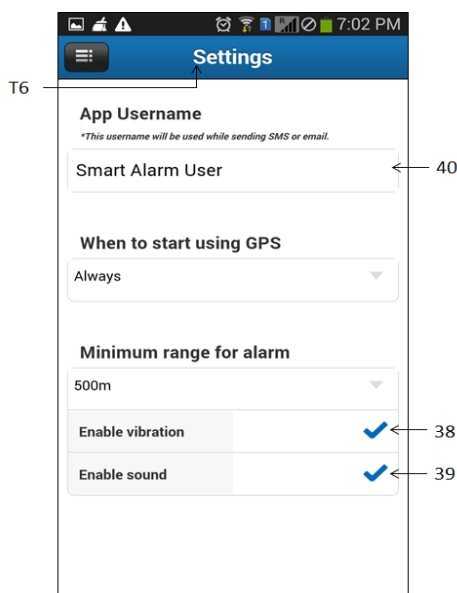 7:02 PM
Settings
T6
App Username
*This username will be used while sending SMS or email.
Smart Alarm User
40
When to start using GPS
Always
Minimum range for alarm
500m
Enable vibration
38
Enable sound
39